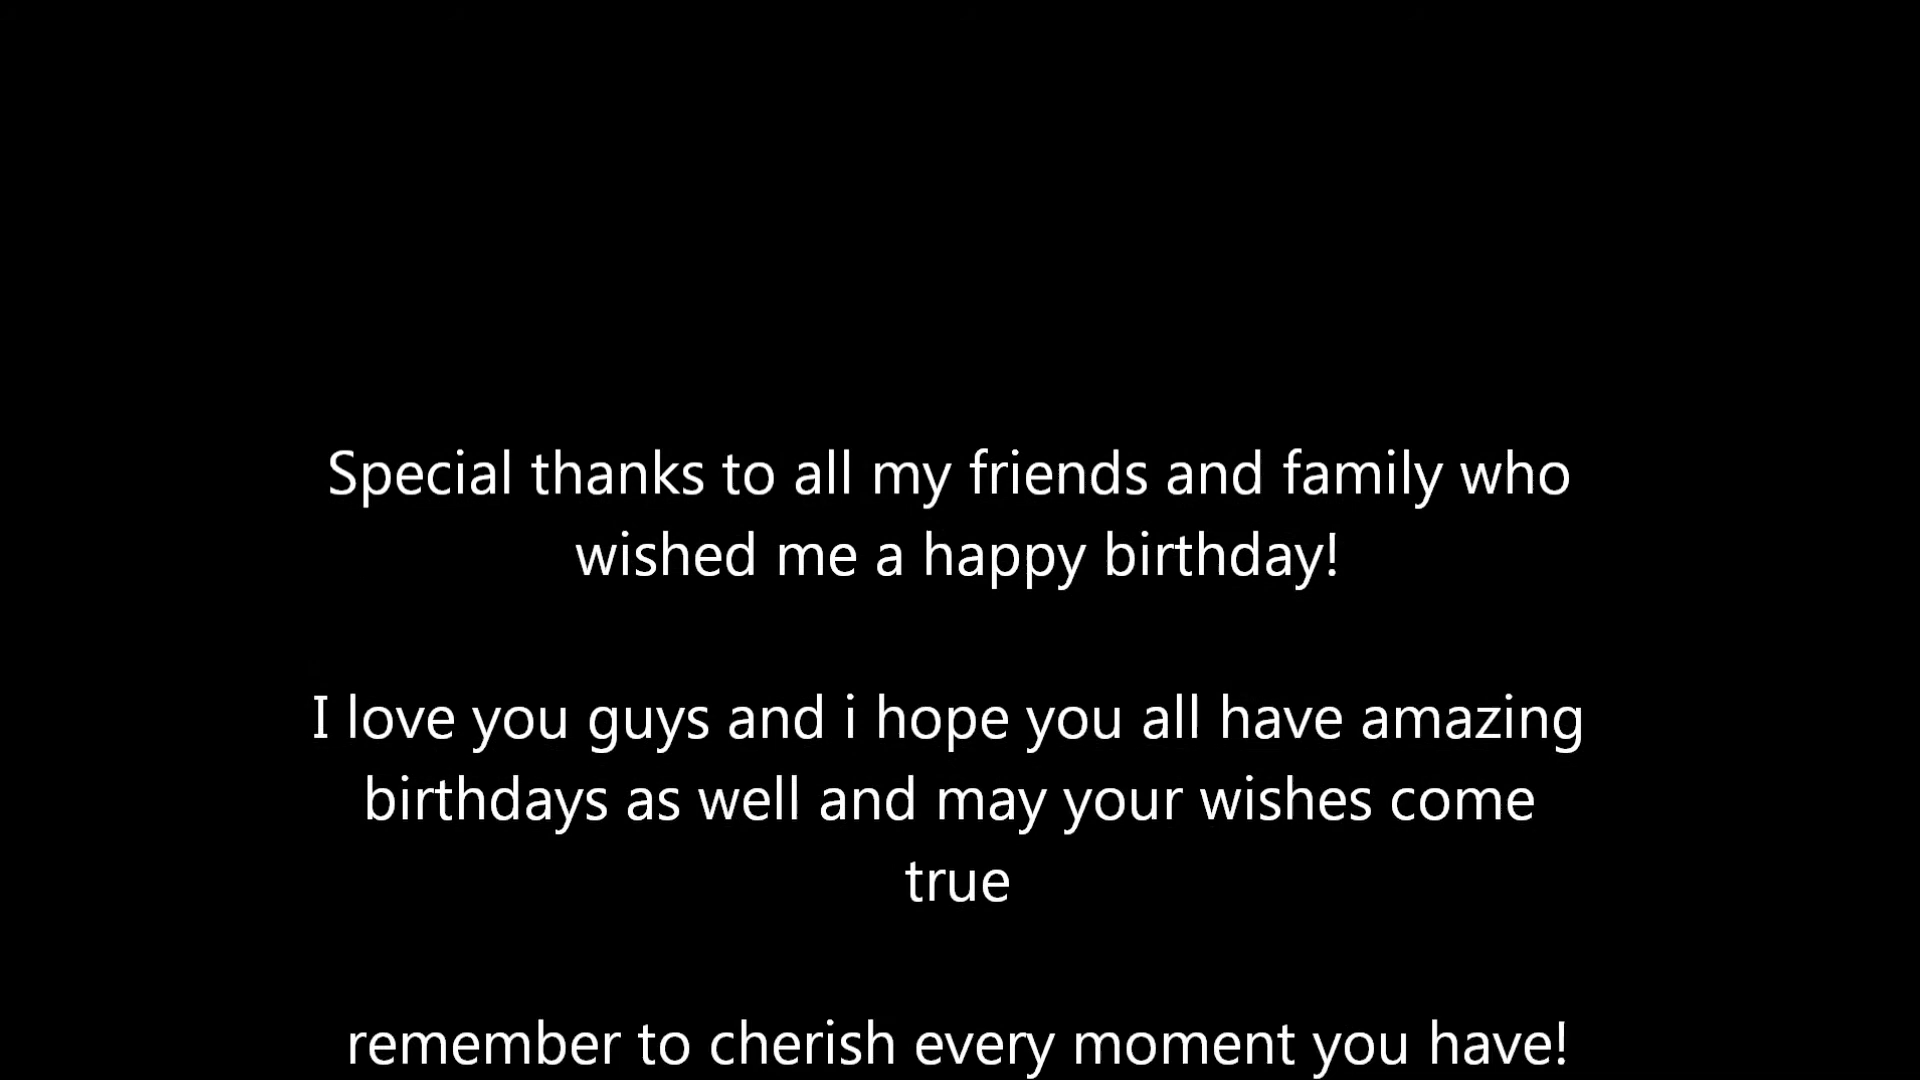 Special thanks to all my friends and family who
wished me a happy birthday!
I love you guys and i hope you all have amazing
birthdays as well and may your wishes come
true
remember to cherish every moment you have!